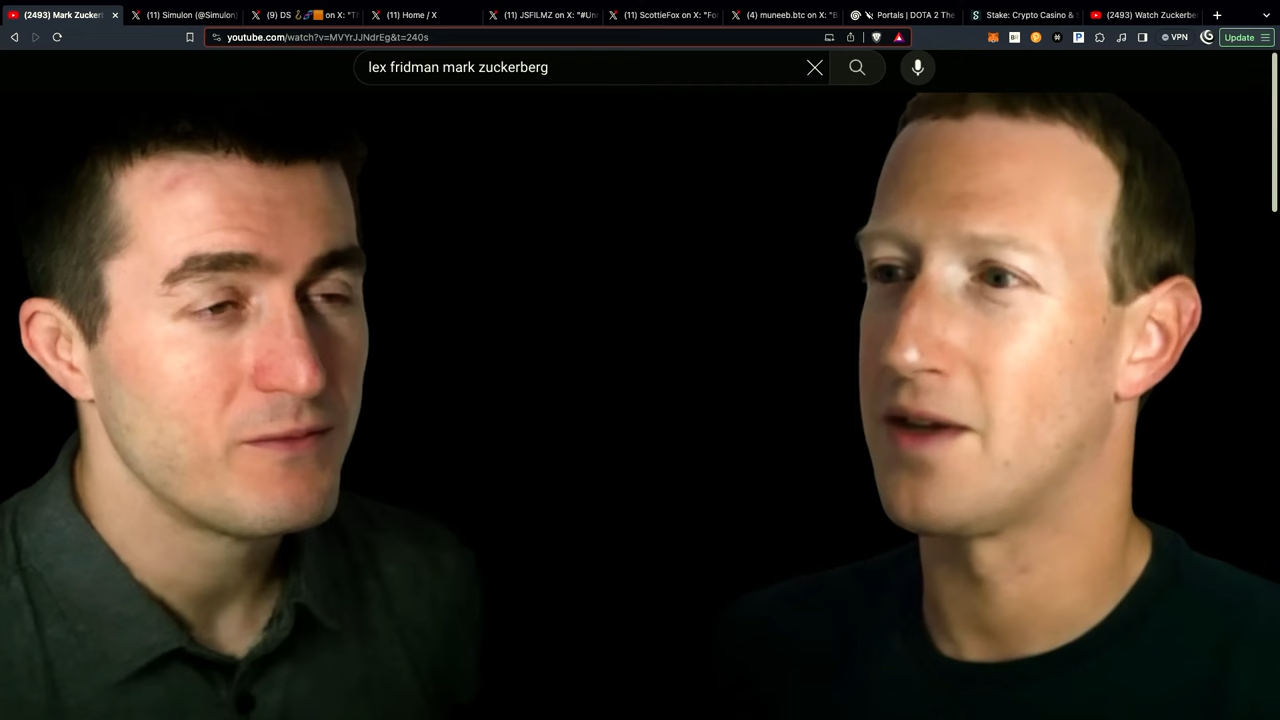 (2493) Mark Zuckerl
(11) Simulon (@Simulon)
(9) DS
on X: "T
(11) Home / X
(11) JSFILMZ on X: "#Un
(11) ScottieFox on X: "Fo
(4) muneeb.btc on X: "B
Portals | DOTA 2 The
Stake: Crypto Casino &
(2493) Watch Zuckerbe
youtube.com/watch?v=MVYrJJNdrEg&t=240s
VPN
Update
lex fridman mark zuckerberg